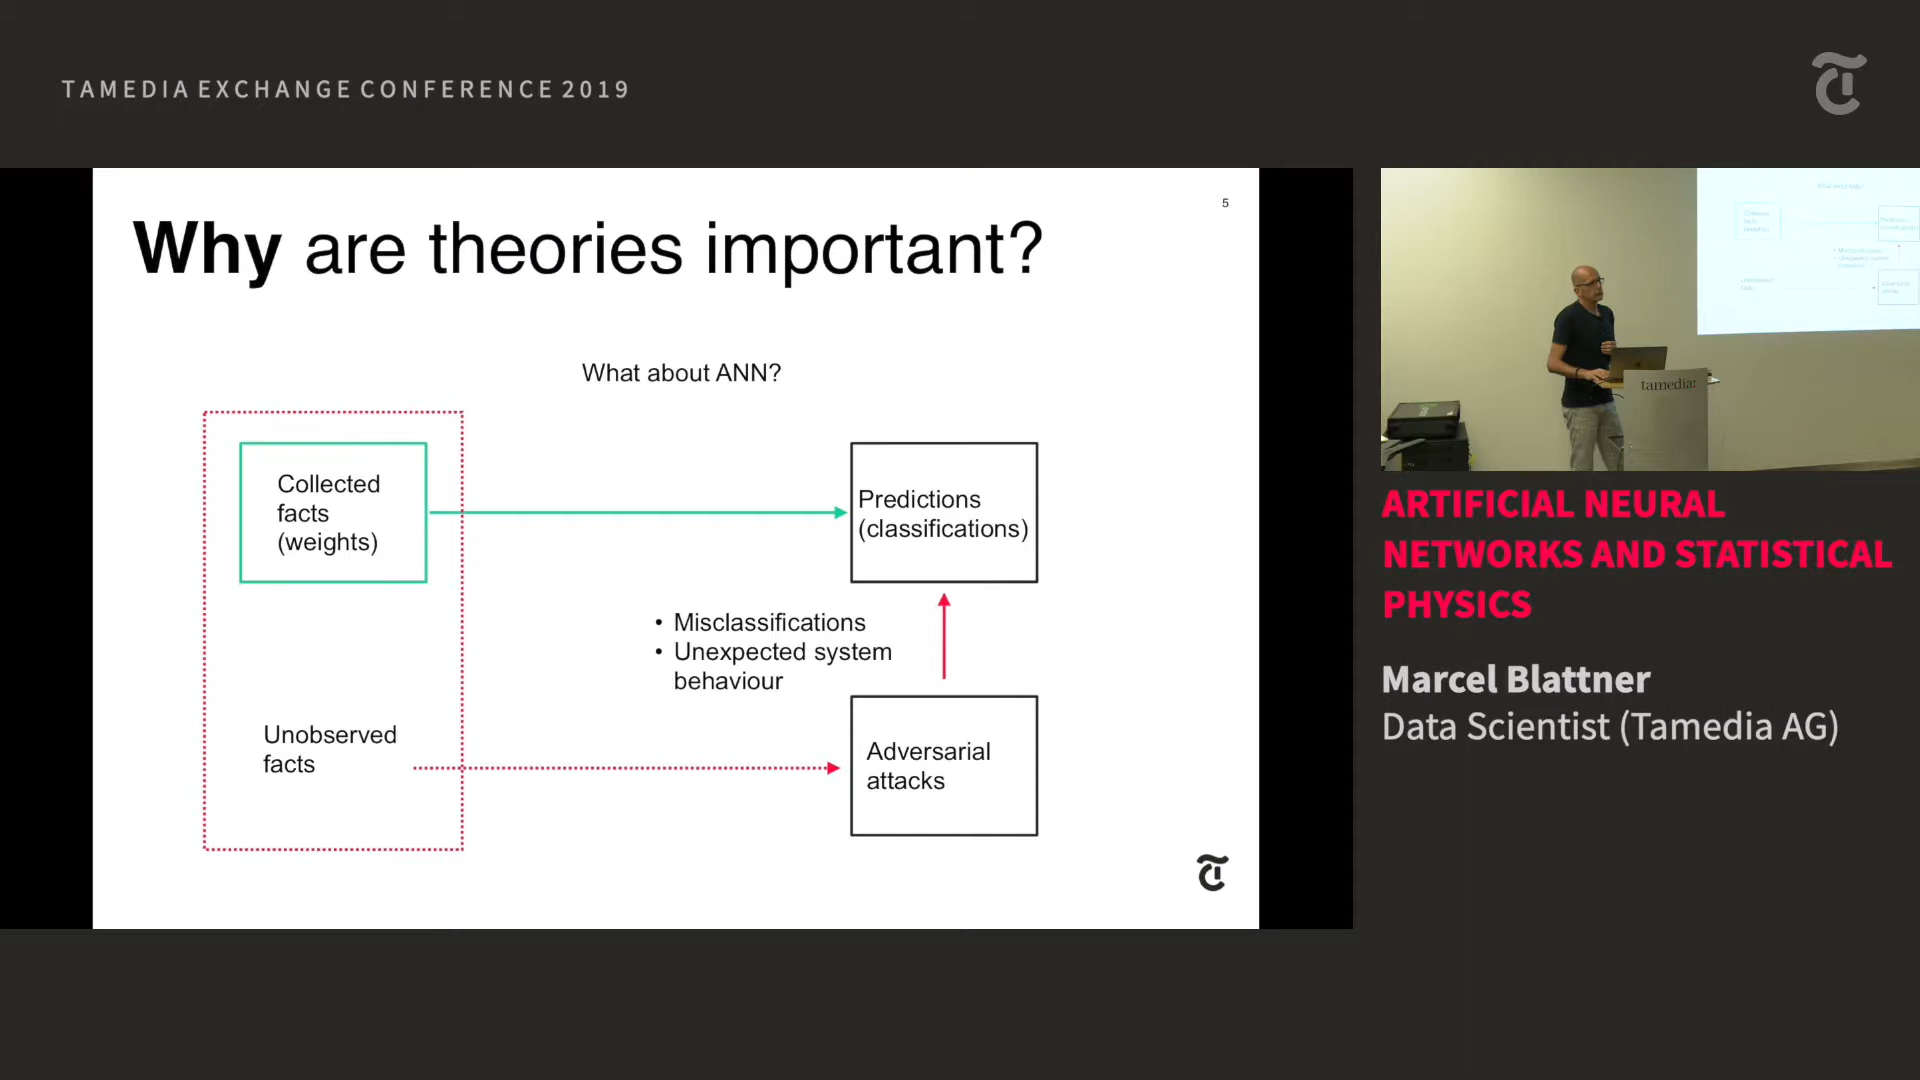 TAMEDIA EXCHANGE CONFERENCE 2019
5
Why are theories important?
What about ANN?
Collected
facts
(weights)
Predictions
(classifications)
• Misclassifications
• Unexpected system
behaviour
Unobserved
facts
Adversarial
attacks
tamedia:
ARTIFICIAL NEURAL
NETWORKS AND STATISTICAL
PHYSICS
Marcel Blattner
Data Scientist (Tamedia AG)